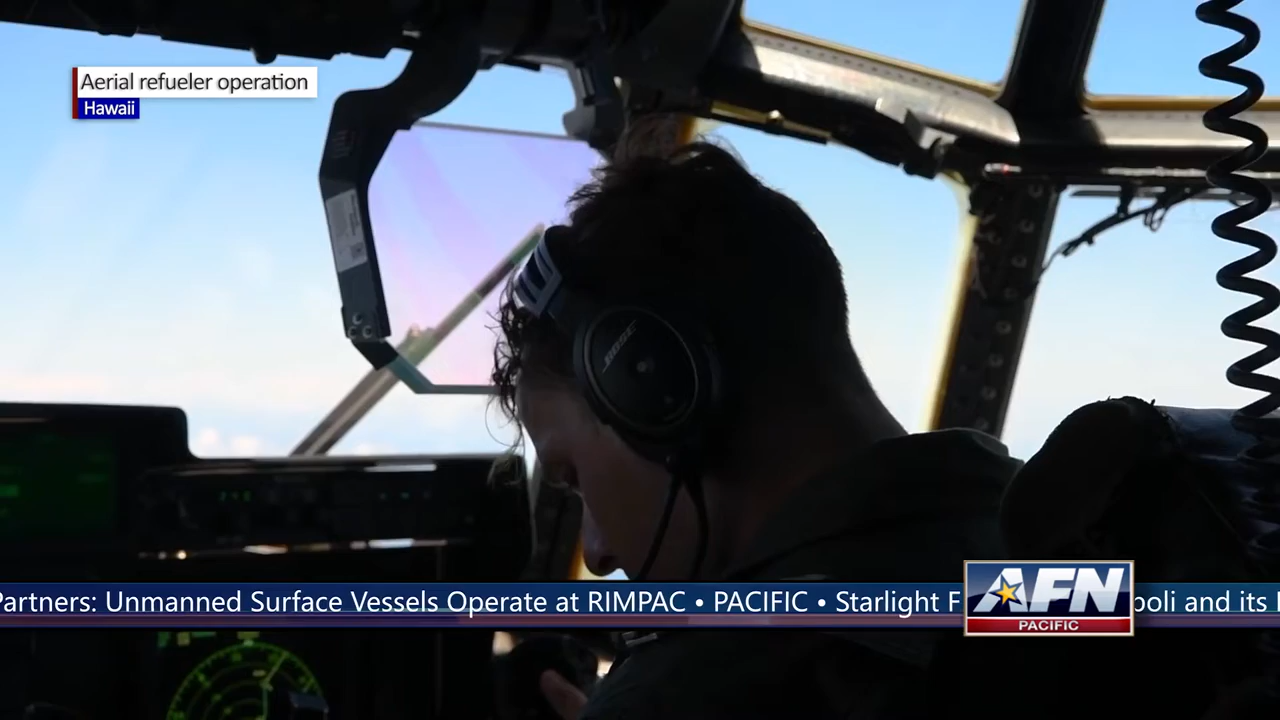 Aerial refueler operation
Hawaii
BOSE
Partners: Unmanned Surface Vessels Operate at RIMPAC • PACIFIC • Starlight F
poli and its
AFN
PACIFIC